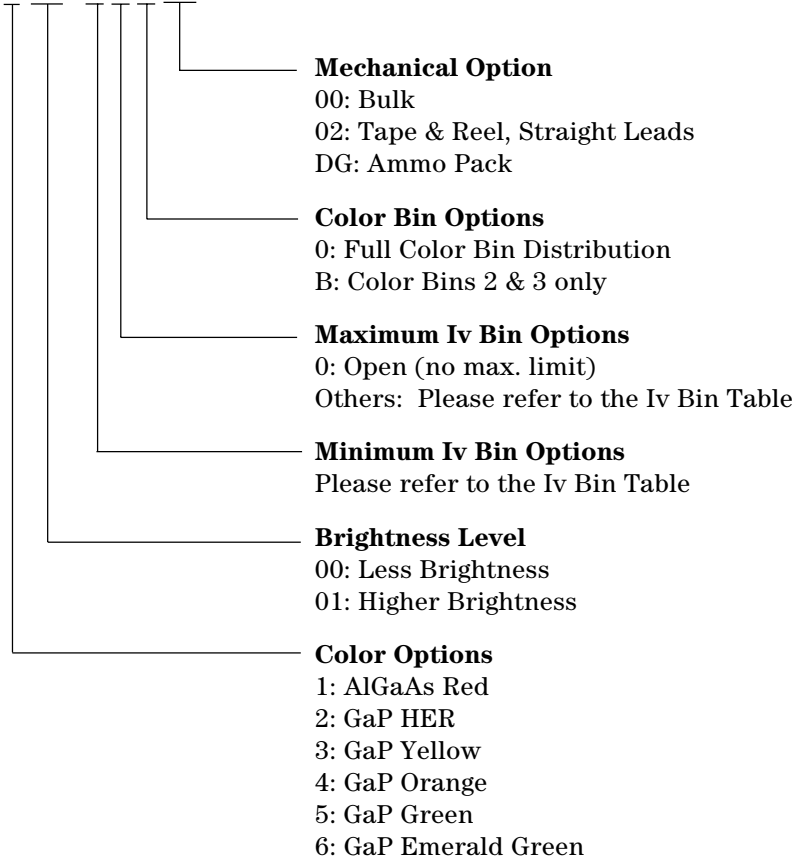 Mechanical Option
00: Bulk
02: Tape & Reel, Straight Leads
DG: Ammo Pack
Color Bin Options
0: Full Color Bin Distribution
B: Color Bins 2 & 3 only
Maximum Iv Bin Options
0: Open (no max. limit)
Others: Please refer to the Iv Bin Table
Minimum Iv Bin Options
Please refer to the Iv Bin Table
Brightness Level
00: Less Brightness
01: Higher Brightness
Color Options
1: AlGaAs Red
2: GaP HER
3: GaP Yellow
4: GaP Orange
5: GaP Green
6: GaP Emerald Green